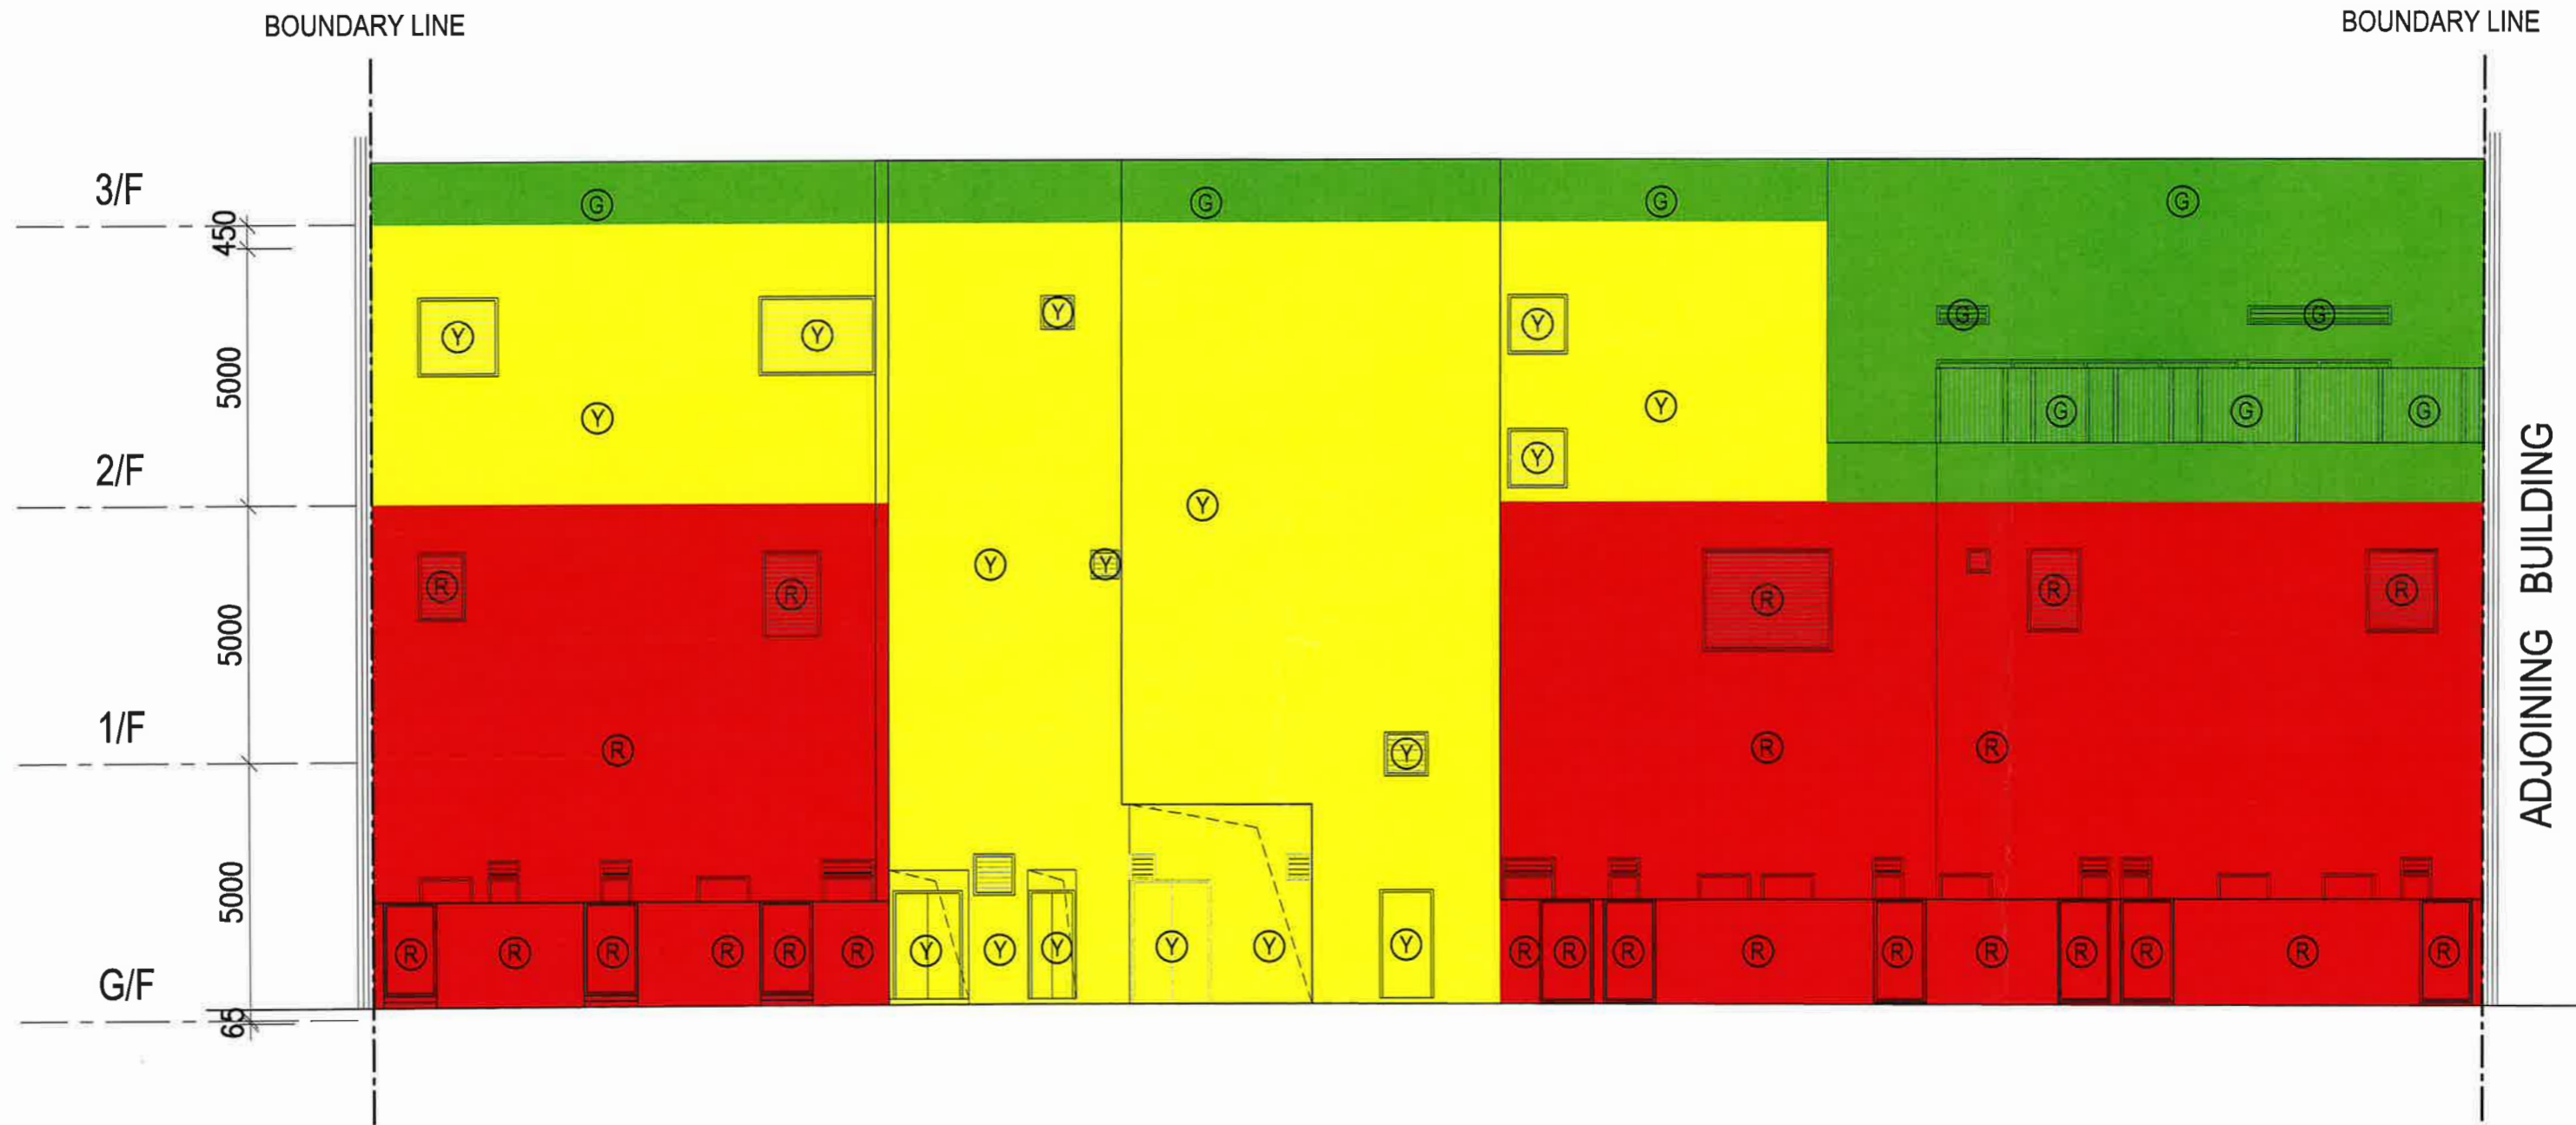 BOUNDARY LINE
BOUNDARY LINE
3/F
G G G G
450
Y Y Y Y G G
5000
Y Y G G G
2/F
Y
Y
Y Y
R R R R R
5000
1/F
R Y R R
5000
R R R R R R Y Y Y Y Y Y R R R R R R R R R R
G/F
65
ADJOINING BUILDING